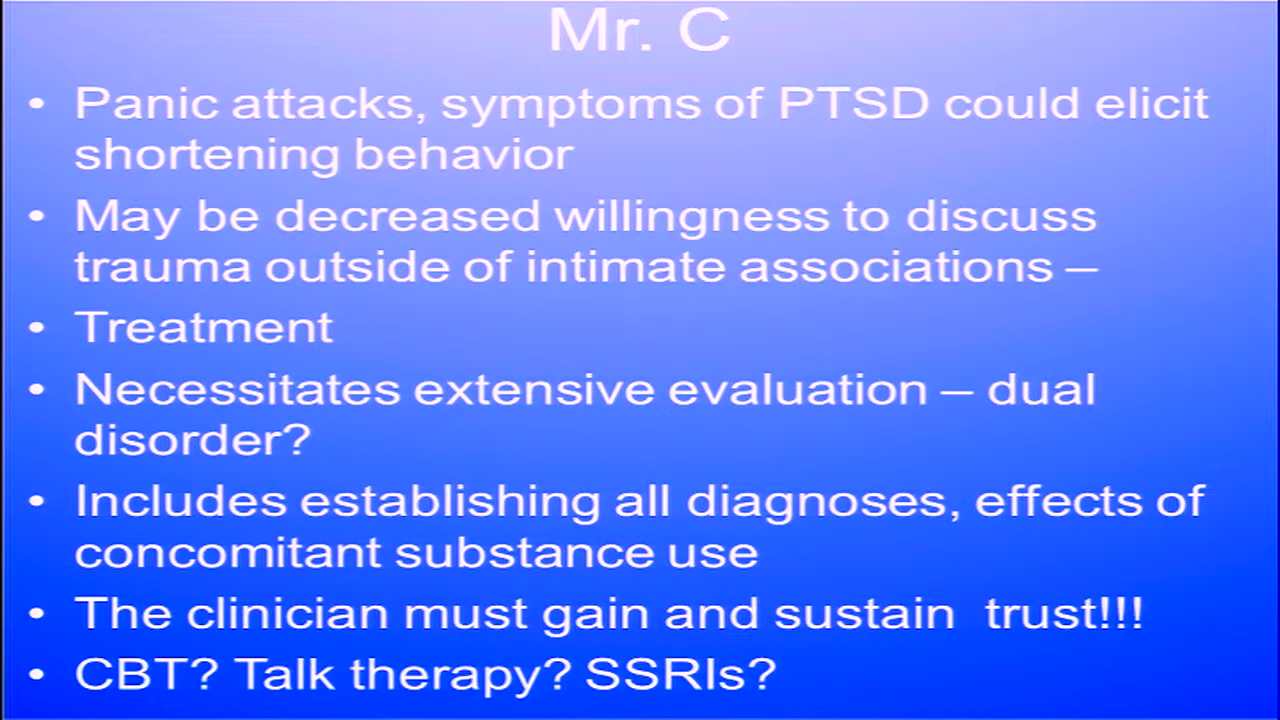 Mr. C
• Panic attacks, symptoms of PTSD could elicit
shortening behavior
• May be decreased willingness to discuss
trauma outside of intimate associations –
• Treatment
• Necessitates extensive evaluation – dual
disorder?
• Includes establishing all diagnoses, effects of
concomitant substance use
• The clinician must gain and sustain  trust!!!
• CBT? Talk therapy? SSRIs?